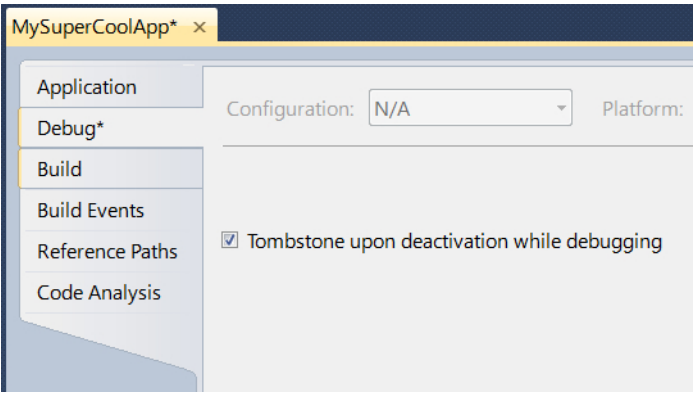 MySuperCoolApp* ×
Application
Debug*
Build
Build Events
Reference Paths
Code Analysis
Configuration: N/A Platform:
Tombstone upon deactivation while debugging